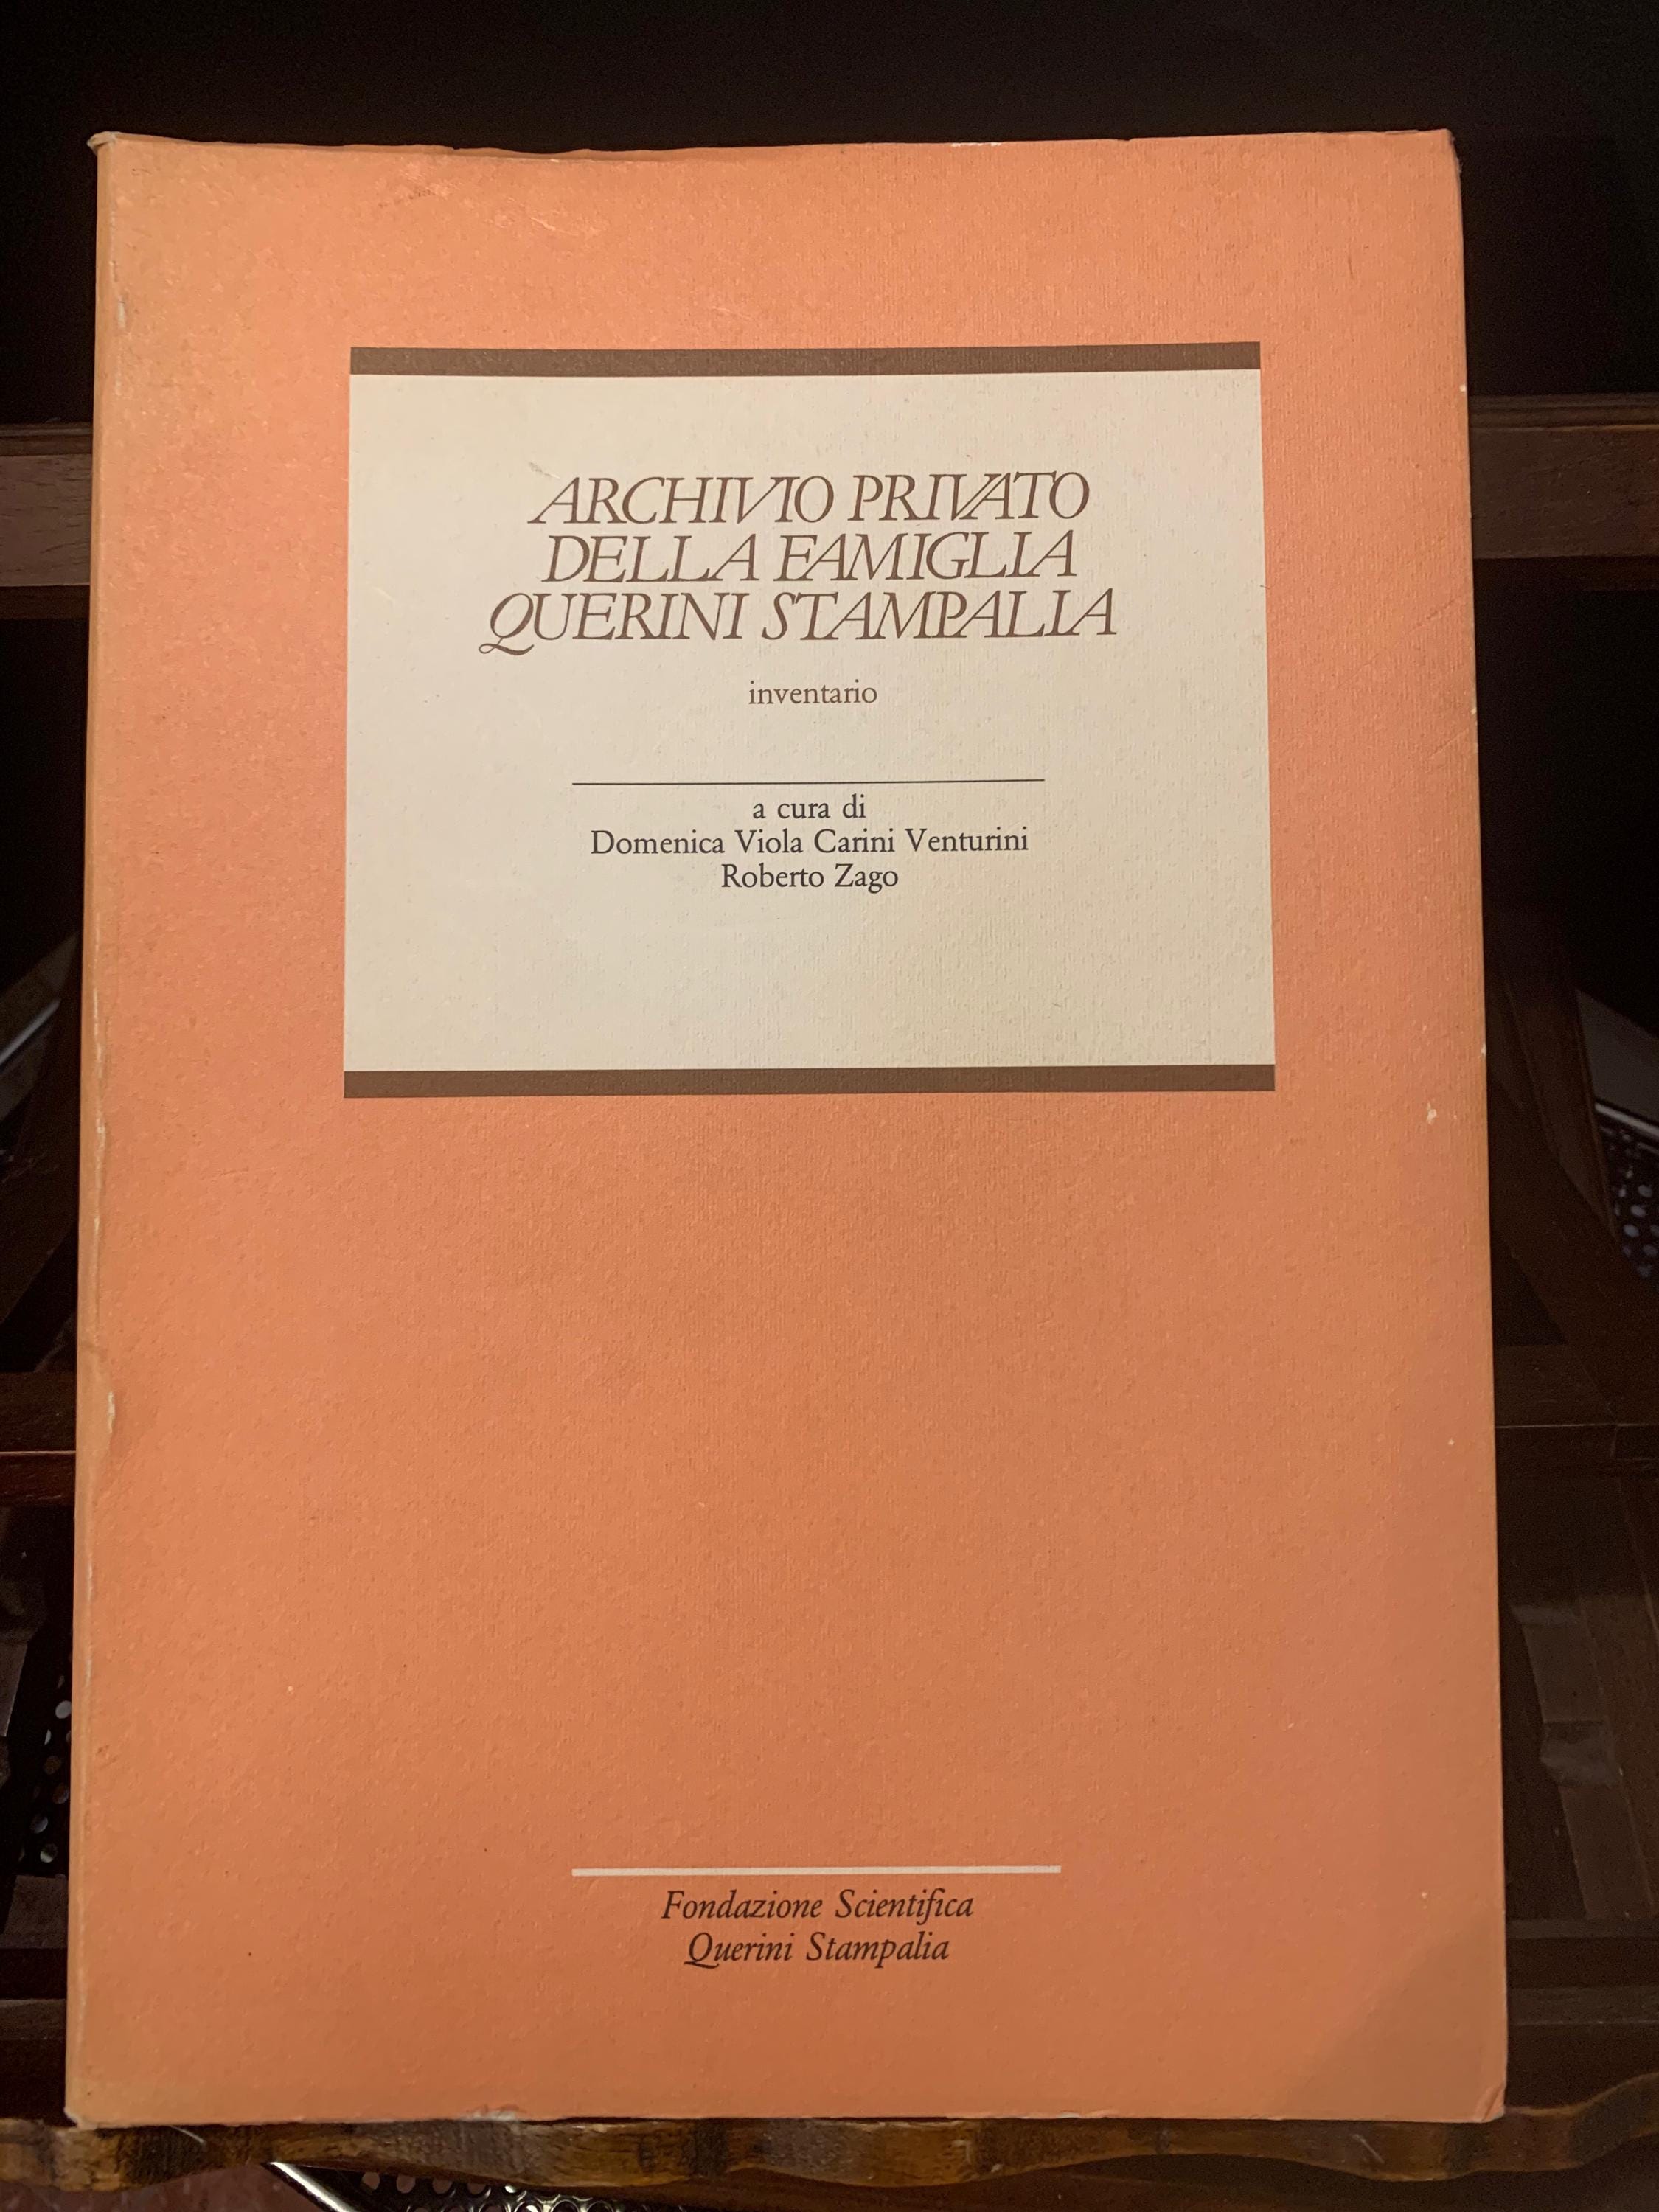 ARCHIVIO PRIVATO
DELLA FAMIGLIA
QUERINI STAMPALIA
inventario
a cura di
Domenica Viola Carini Venturini
Roberto Zago
Fondazione Scientifica
Querini Stampalia